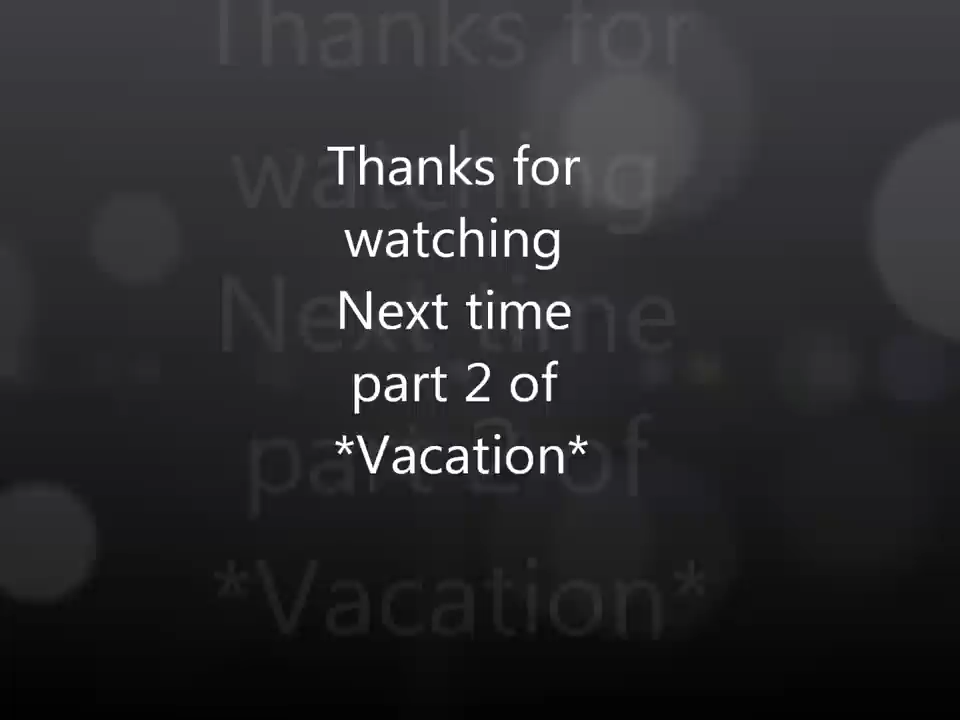 Thanks for
watching
Next time
part 2 of
*Vacation*